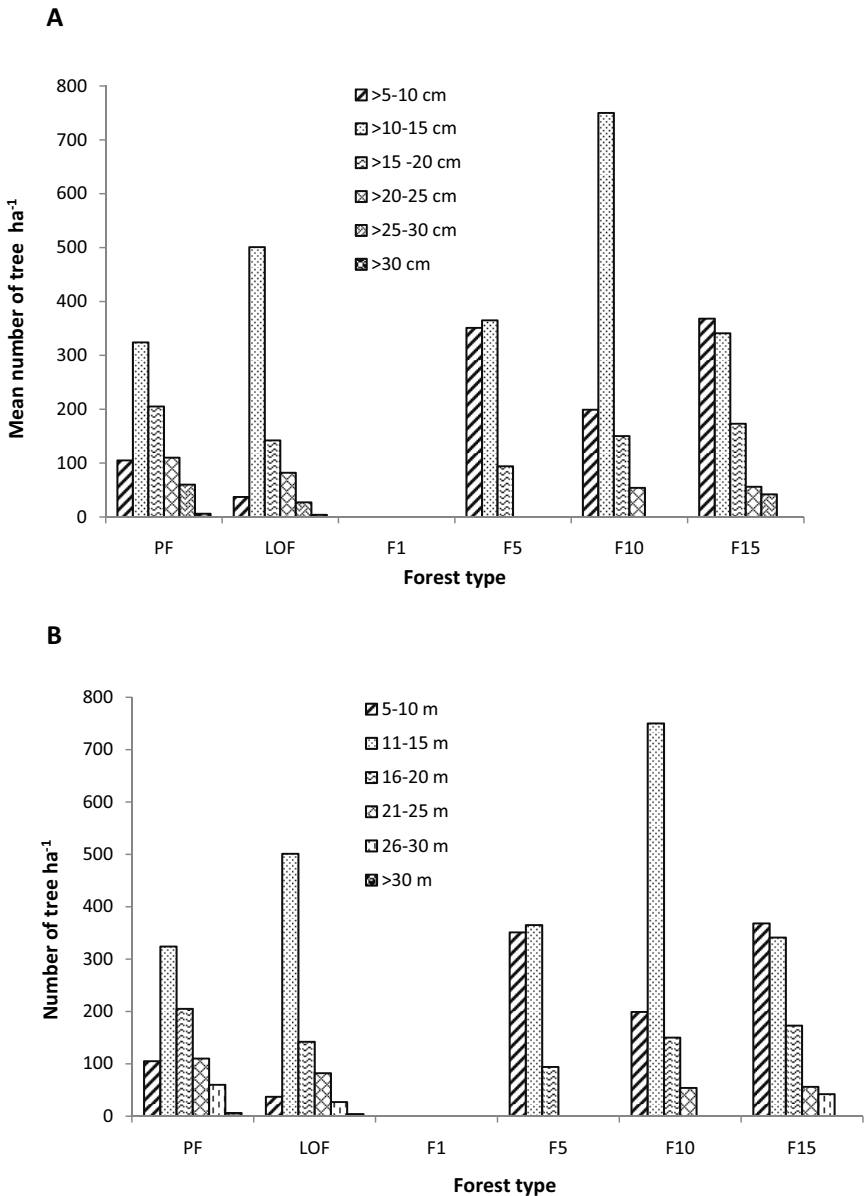 A
800
700
600
500
400
300
200
100
0
Mean number of tree ha-1
>5-10 cm
>10-15 cm
>15 -20 cm
>20-25 cm
>25-30 cm
>30 cm
PF LOF F1 F5 F10 F15
Forest type
B
800
700
600
500
400
300
200
100
0
Number of tree ha-1
5-10 m
11-15 m
16-20 m
21-25 m
26-30 m
>30 m
PF LOF F1 F5 F10 F15
Forest type